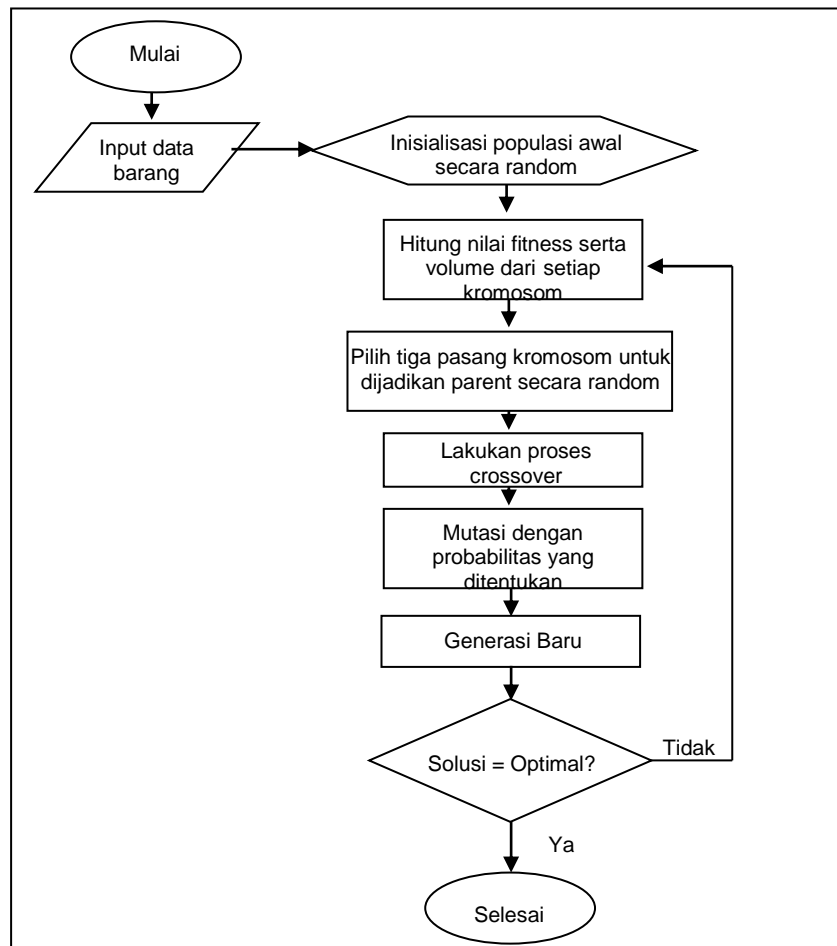 Mulai
Input data
barang
Inisialisasi populasi awal
secara random
Hitung nilai fitness serta
volume dari setiap
kromosom
Pilih tiga pasang kromosom untuk
dijadikan parent secara random
Lakukan proses
crossover
Mutasi dengan
probabilitas yang
ditentukan
Generasi Baru
Solusi = Optimal?
Tidak
Ya
Selesai